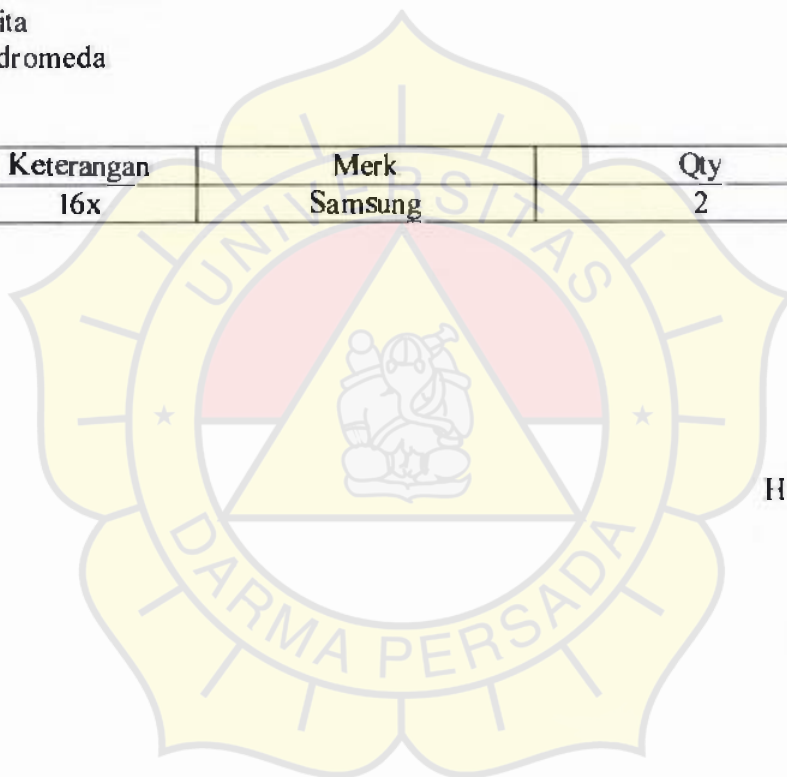 ita
dromeda
Keterangan Merk Qty
16x Samsung 2
UNIVERSITAS
H
DARMA PERSADA